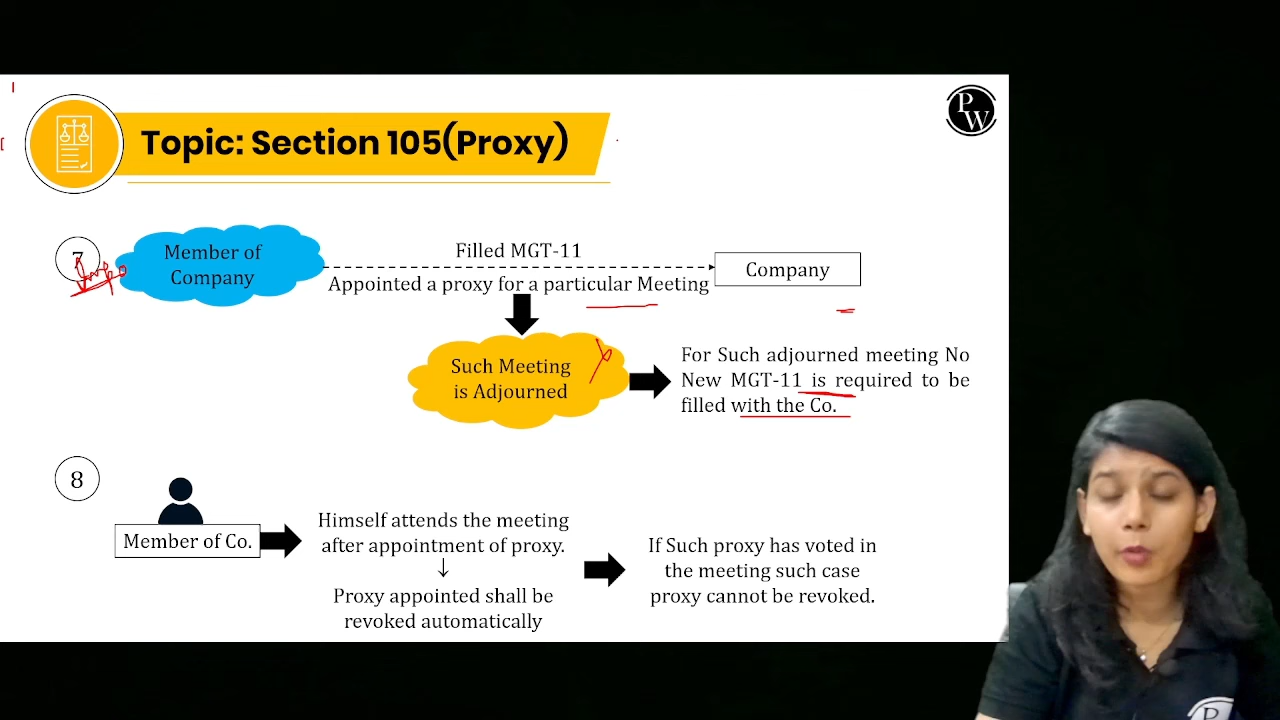 P
W
Topic: Section 105(Proxy)
7
Imp
Member of
Company
Filled MGT-11
Appointed a proxy for a particular Meeting
Company
Such Meeting
is Adjourned
For Such adjourned meeting No
New MGT-11 is required to be
filled with the Co.
8
Member of Co.
Himself attends the meeting
after appointment of proxy.
↓
Proxy appointed shall be
revoked automatically
If Such proxy has voted in
the meeting such case
proxy cannot be revoked.
P